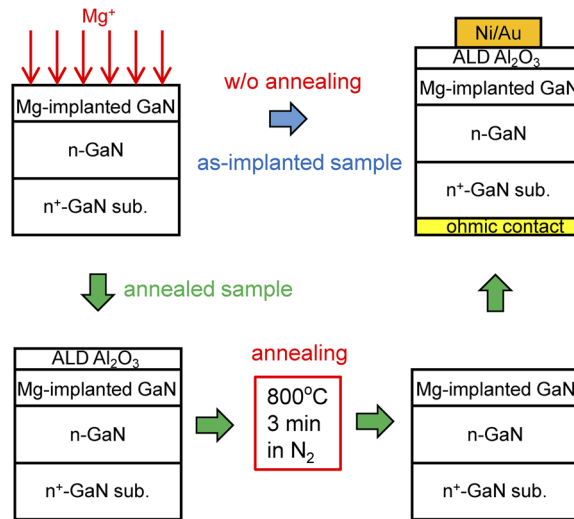 Mg⁺
Mg-implanted GaN
n-GaN
n⁺-GaN sub.
w/o annealing
as-implanted sample
Ni/Au
ALD Al₂O₃
Mg-implanted GaN
n-GaN
n⁺-GaN sub.
ohmic contact
annealed sample
ALD Al₂O₃
Mg-implanted GaN
n-GaN
n⁺-GaN sub.
annealing
800°C
3 min
in N₂
Mg-implanted GaN
n-GaN
n⁺-GaN sub.